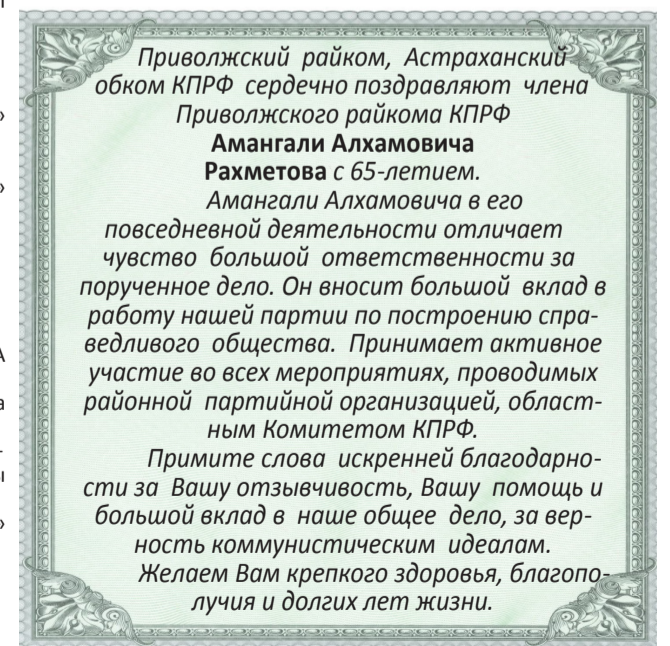 Приволжский райком, Астраханский
обком КПРФ сердечно поздравляют члена
Приволжского райкома КПРФ
Амангали Алхамовича
Рахметова с 65-летием.
Амангали Алхамовича в его
повседневной деятельности отличает
чувство большой ответственности за
порученное дело. Он вносит большой вклад в
работу нашей партии по построению спра-
ведливого общества. Принимает активное
участие во всех мероприятиях, проводимых
районной партийной организацией, област-
ным Комитетом КПРФ.
Примите слова искренней благодарно-
сти за Вашу отзывчивость, Вашу помощь и
большой вклад в наше общее дело, за вер-
ность коммунистическим идеалам.
Желаем Вам крепкого здоровья, благопо-
лучия и долгих лет жизни.